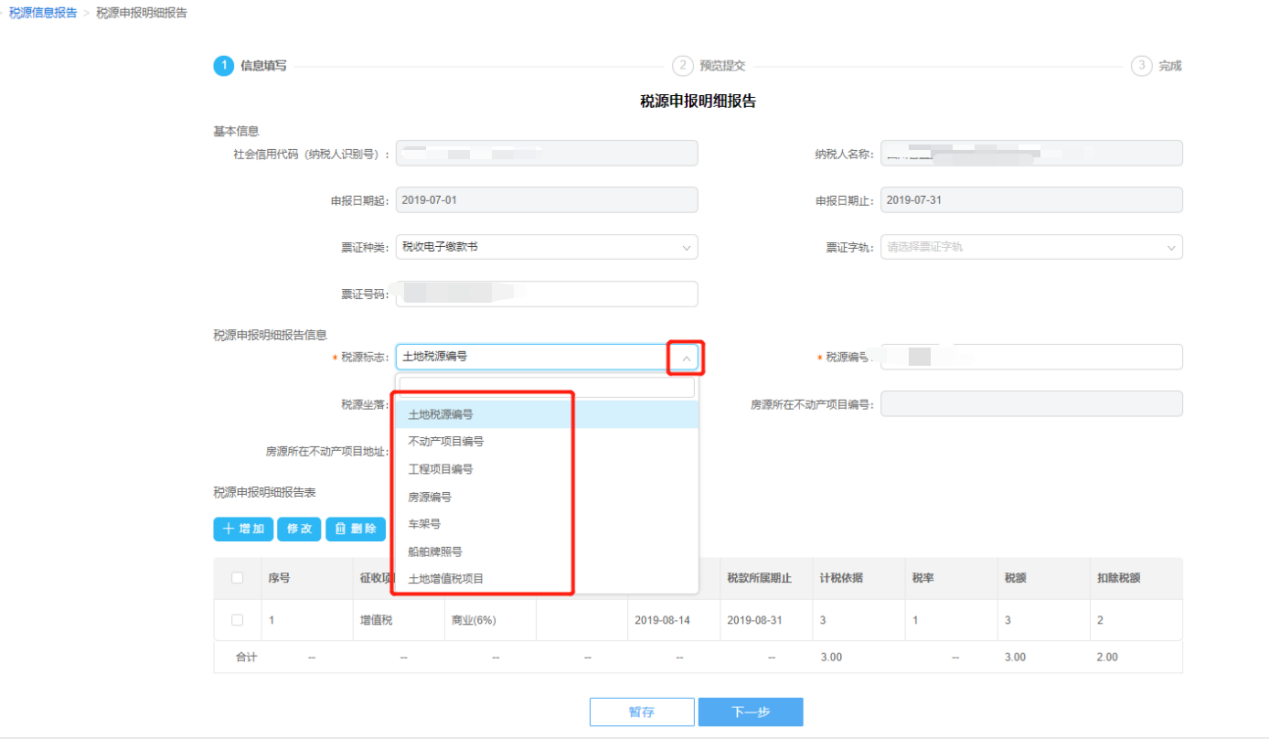 税源信息报告 > 税源申报明细报告
1 信息填写 2 预览提交 3 完成
税源申报明细报告
基本信息
社会信用代码（纳税人识别号）: 纳税人名称:
申报日期起: 2019-07-01 申报日期止: 2019-07-31
票证种类: 税收电子缴款书 票证字轨: 请选择票证字轨
票证号码:
税源申报明细报告信息
* 税源标志: 土地税源编号 * 税源编号:
税源坐落: 房源所在不动产项目编号:
土地税源编号
不动产项目编号
房源所在不动产项目地址:
工程项目编号
房源编号
车架号
船舶牌照号
土地增值税项目
税源申报明细报告表
增加 修改 删除
序号 征收项 税款所属期止 计税依据 税率 税额 扣除税额
1 增值税 商业(6%) 2019-08-14 2019-08-31 3 1 3 2
合计 -- -- -- -- -- -- 3.00 -- 3.00 2.00
暂存 下一步